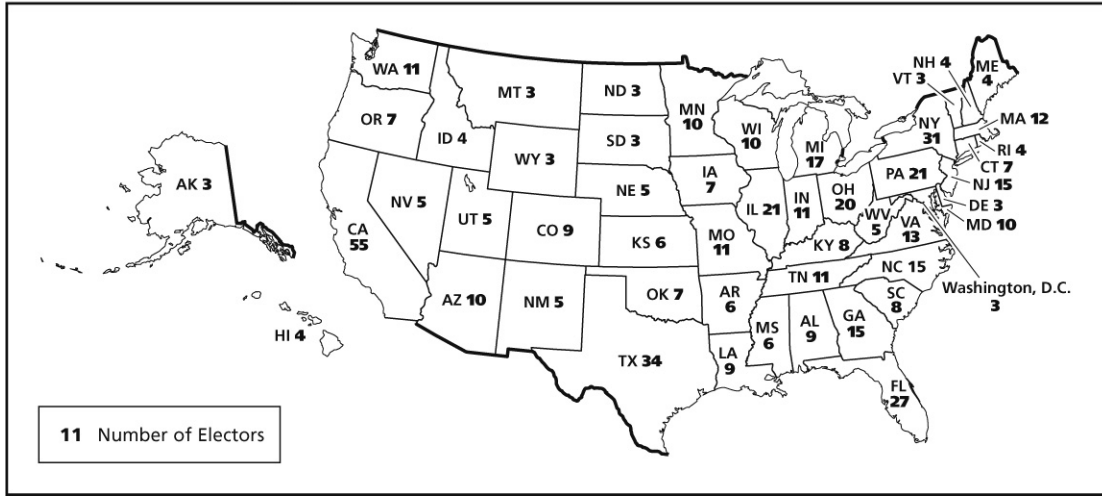 WA 11
MT 3
ND 3
MN
10
OR 7
ID 4
WY 3
SD 3
WI
10
MI
17
NH 4
VT 3
ME
4
NY
31
MA 12
RI 4
CT 7
NJ 15
DE 3
MD 10
Washington, D.C.
3
PA 21
AK 3
CA
55
NV 5
UT 5
CO 9
NE 5
KS 6
IA
7
MO
11
IL 21
IN
11
OH
20
WV
5
VA
13
KY 8
NC 15
TN 11
SC
8
AZ 10
NM 5
OK 7
AR
6
MS
6
AL
9
GA
15
HI 4
TX 34
LA
9
FL
27
11 Number of Electors